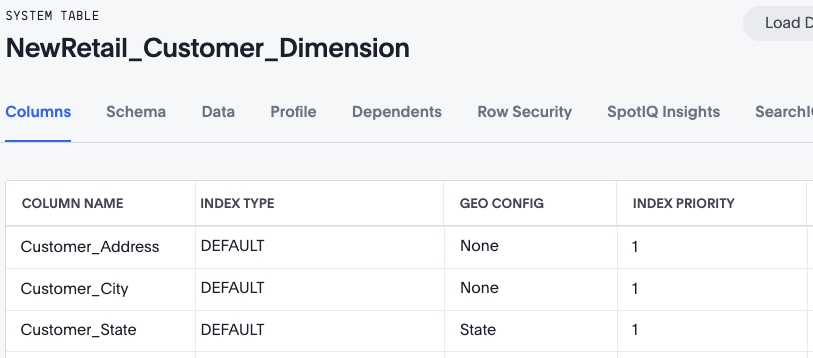 SYSTEM TABLE
Load D
NewRetail_Customer_Dimension
Columns Schema Data Profile Dependents Row Security SpotIQ Insights SearchI
COLUMN NAME INDEX TYPE GEO CONFIG INDEX PRIORITY
Customer_Address DEFAULT None 1
Customer_City DEFAULT None 1
Customer_State DEFAULT State 1